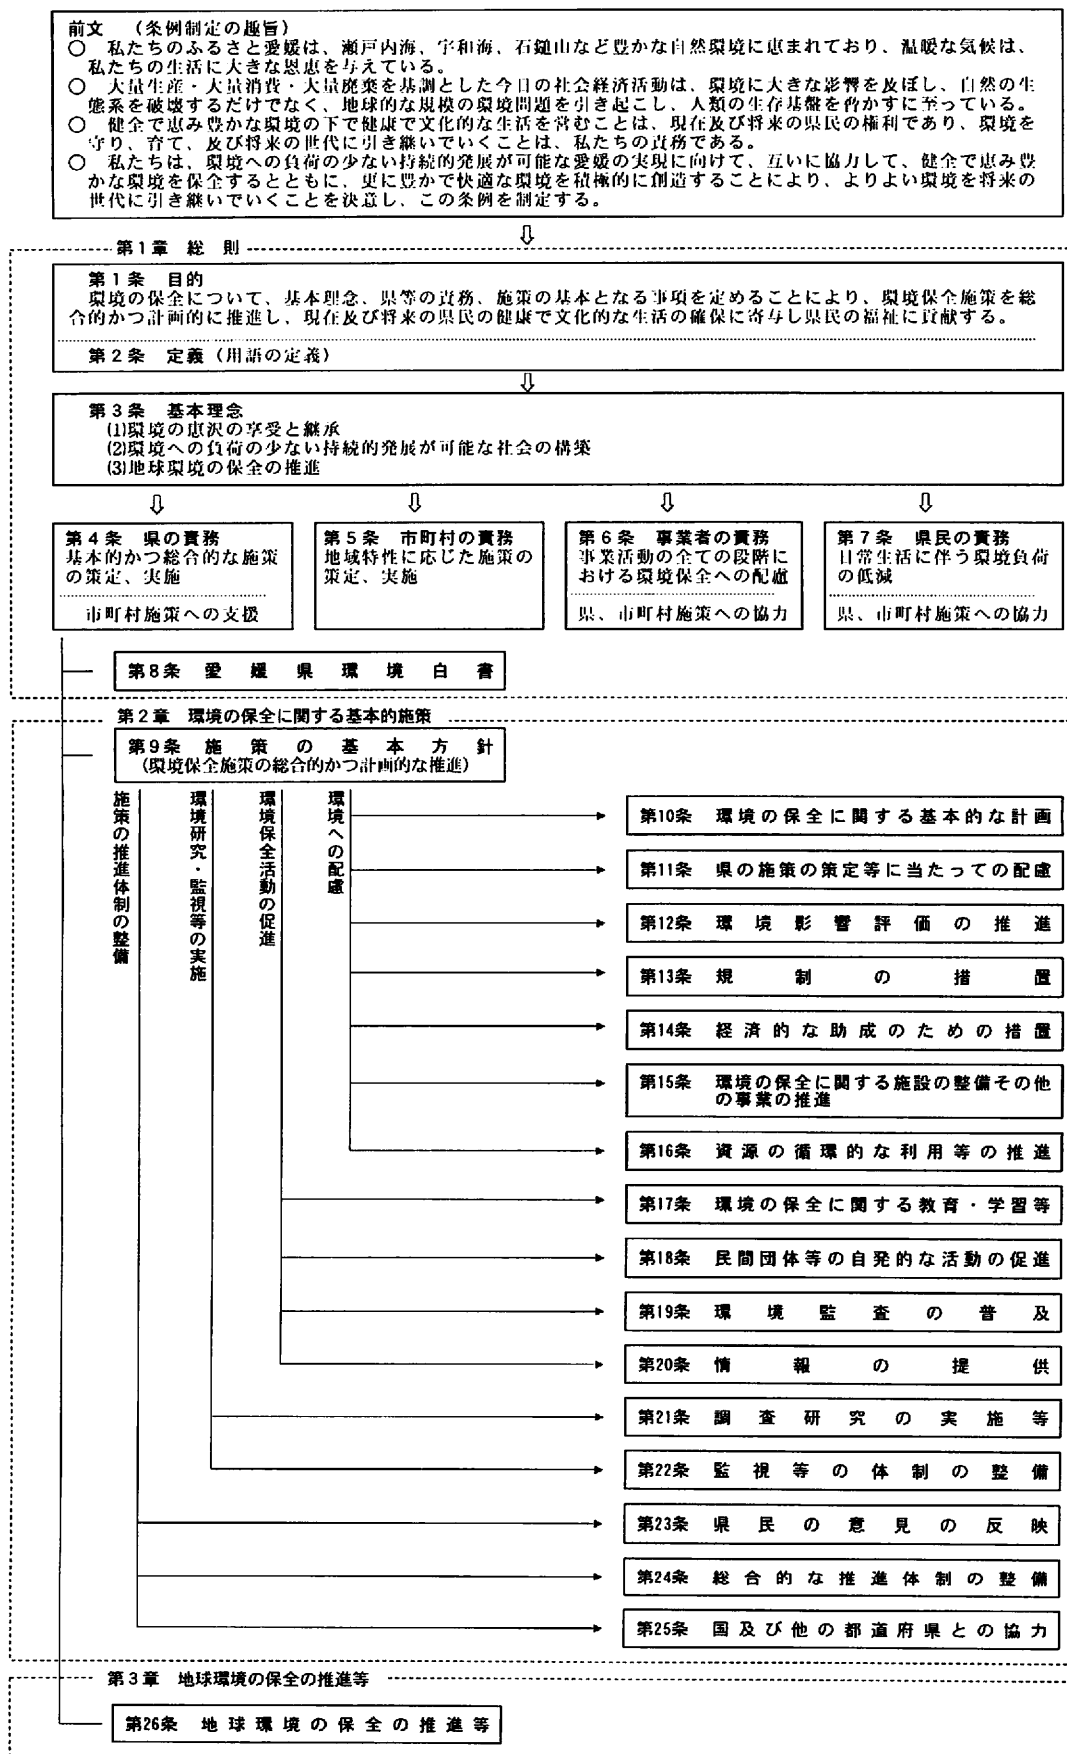 前文　（条例制定の趣旨）
○　私たちのふるさと愛媛は、瀬戸内海、宇和海、石鎚山など豊かな自然環境に恵まれており、温暖な気候は、
私たちの生活に大きな恩恵を与えている。
○　大量生産・大量消費・大量廃棄を基調とした今日の社会経済活動は、環境に大きな影響を及ぼし、自然の生
態系を破壊するだけでなく、地球的な規模の環境問題を引き起こし、人類の生存基盤を脅かすに至っている。
○　健全で恵み豊かな環境の下で健康で文化的な生活を営むことは、現在及び将来の県民の権利であり、環境を
守り、育て、及び将来の世代に引き継いでいくことは、私たちの責務である。
○　私たちは、環境への負荷の少ない持続的発展が可能な愛媛の実現に向けて、互いに協力して、健全で恵み豊
かな環境を保全するとともに、更に豊かで快適な環境を積極的に創造することにより、よりよい環境を将来の
世代に引き継いでいくことを決意し、この条例を制定する。
第1章　総　則
第1条　目的
環境の保全について、基本理念、県等の責務、施策の基本となる事項を定めることにより、環境保全施策を総
合的かつ計画的に推進し、現在及び将来の県民の健康で文化的な生活の確保に寄与し県民の福祉に貢献する。
第2条　定義（用語の定義）
第3条　基本理念
(1)環境の恵沢の享受と継承
(2)環境への負荷の少ない持続的発展が可能な社会の構築
(3)地球環境の保全の推進
第4条　県の責務
基本的かつ総合的な施策
の策定、実施
市町村施策への支援
第5条　市町村の責務
地域特性に応じた施策の
策定、実施
第6条　事業者の責務
事業活動の全ての段階に
おける環境保全への配慮
県、市町村施策への協力
第7条　県民の責務
日常生活に伴う環境負荷
の低減
県、市町村施策への協力
第8条　愛媛県環境白書
第2章　環境の保全に関する基本的施策
第9条　施策の基本方針
（環境保全施策の総合的かつ計画的な推進）
施策の推進体制の整備
環境研究・監視等の実施
環境保全活動の促進
環境への配慮
第10条　環境の保全に関する基本的な計画
第11条　県の施策の策定等に当たっての配慮
第12条　環境影響評価の推進
第13条　規制の措置
第14条　経済的な助成のための措置
第15条　環境の保全に関する施設の整備その他
の事業の推進
第16条　資源の循環的な利用等の推進
第17条　環境の保全に関する教育・学習等
第18条　民間団体等の自発的な活動の促進
第19条　環境監査の普及
第20条　情報の提供
第21条　調査研究の実施等
第22条　監視等の体制の整備
第23条　県民の意見の反映
第24条　総合的な推進体制の整備
第25条　国及び他の都道府県との協力
第3章　地球環境の保全の推進等
第26条　地球環境の保全の推進等